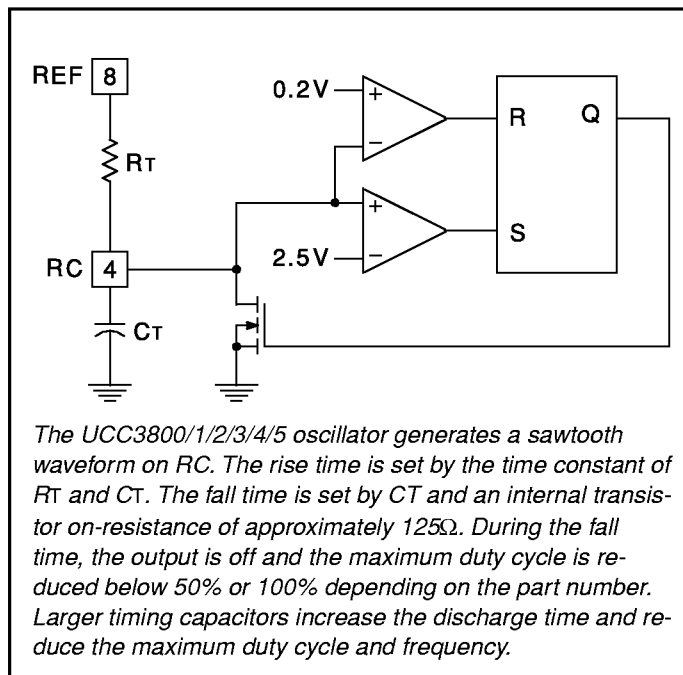 REF 8
0.2V
+
−
R
Q
RT
+
−
S
RC 4
2.5V
CT
The UCC3800/1/2/3/4/5 oscillator generates a sawtooth
waveform on RC. The rise time is set by the time constant of
RT and CT. The fall time is set by CT and an internal transis-
tor on-resistance of approximately 125Ω. During the fall
time, the output is off and the maximum duty cycle is re-
duced below 50% or 100% depending on the part number.
Larger timing capacitors increase the discharge time and re-
duce the maximum duty cycle and frequency.